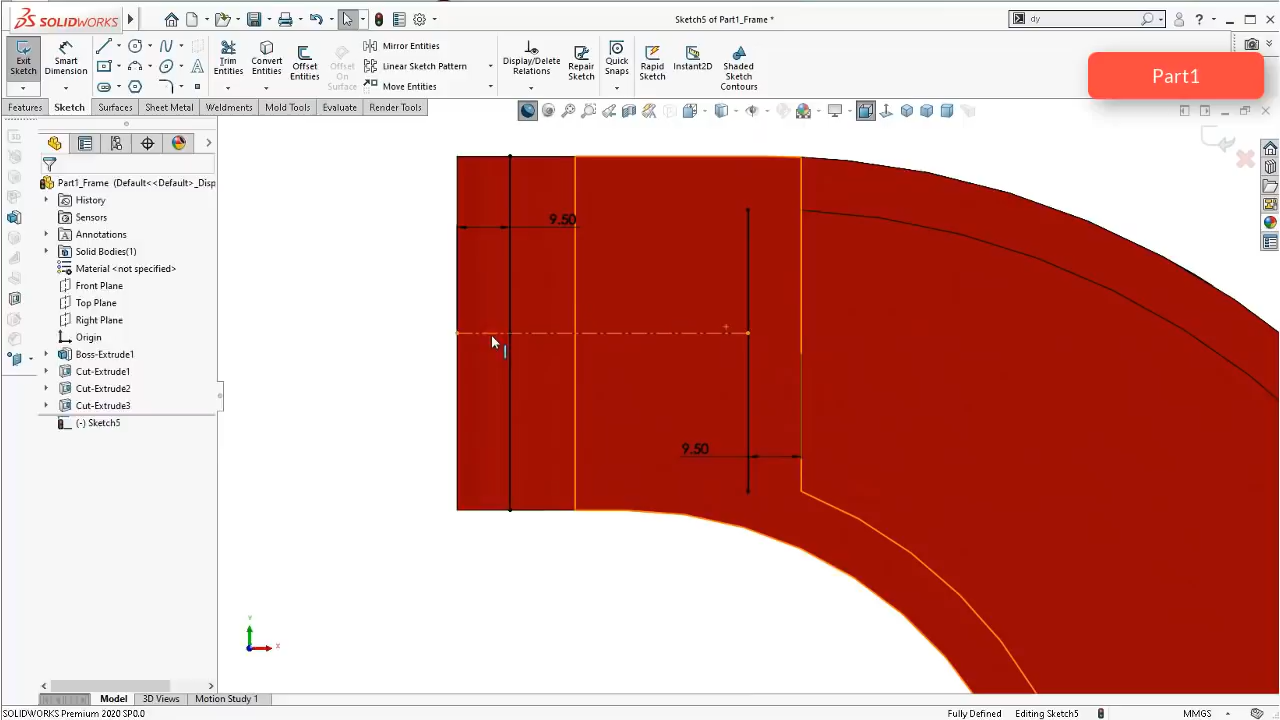 SOLIDWORKS
Sketch5 of Part1_Frame *
dy
Exit Sketch
Smart Dimension
Trim Entities
Convert Entities
Offset Entities
Offset On Surface
Mirror Entities
Linear Sketch Pattern
Move Entities
Display/Delete Relations
Repair Sketch
Quick Snaps
Rapid Sketch
Instant2D
Shaded Sketch Contours
Part1
Features
Sketch
Surfaces
Sheet Metal
Weldments
Mold Tools
Evaluate
Render Tools
Part1_Frame (Default<<Default>_Disp
History
Sensors
Annotations
Solid Bodies(1)
Material <not specified>
Front Plane
Top Plane
Right Plane
Origin
Boss-Extrude1
Cut-Extrude1
Cut-Extrude2
Cut-Extrude3
(-) Sketch5
9.50
9.50
Y
X
Model
3D Views
Motion Study 1
SOLIDWORKS Premium 2020 SP0.0
Fully Defined
Editing Sketch5
MMGS